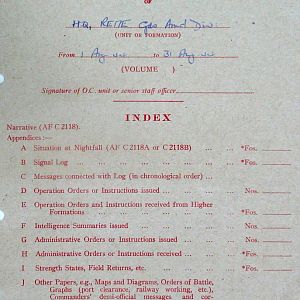 OF
H.Q, REME Gds Armd Div.
(UNIT OR FORMATION)
From 1 Aug 44 to 31 Aug 44
(VOLUME )
Signature of O.C. unit or senior staff officer
INDEX
Narrative (AF C 2118).
Appendices :—
A Situation at Nightfall (AF C 2118A or C 2118B) ... *Fos.
B Signal Log ... *Fos.
C Messages connected with Log (in chronological order) ...
D Operation Orders or Instructions issued ... Nos.
E Operation Orders and Instructions received from Higher
Formations ... *Fos.
F Intelligence Summaries issued ... Nos.
G Administrative Orders or Instructions issued ... Nos.
H Administrative Orders or Instructions received ... *Fos.
I Strength States, Field Returns, etc. ... *Fos.
J Other Papers, e.g., Maps and Diagrams, Orders of Battle,
Graphs (port clearance, railway working, etc.),
Commanders' demi-official messages and cor-